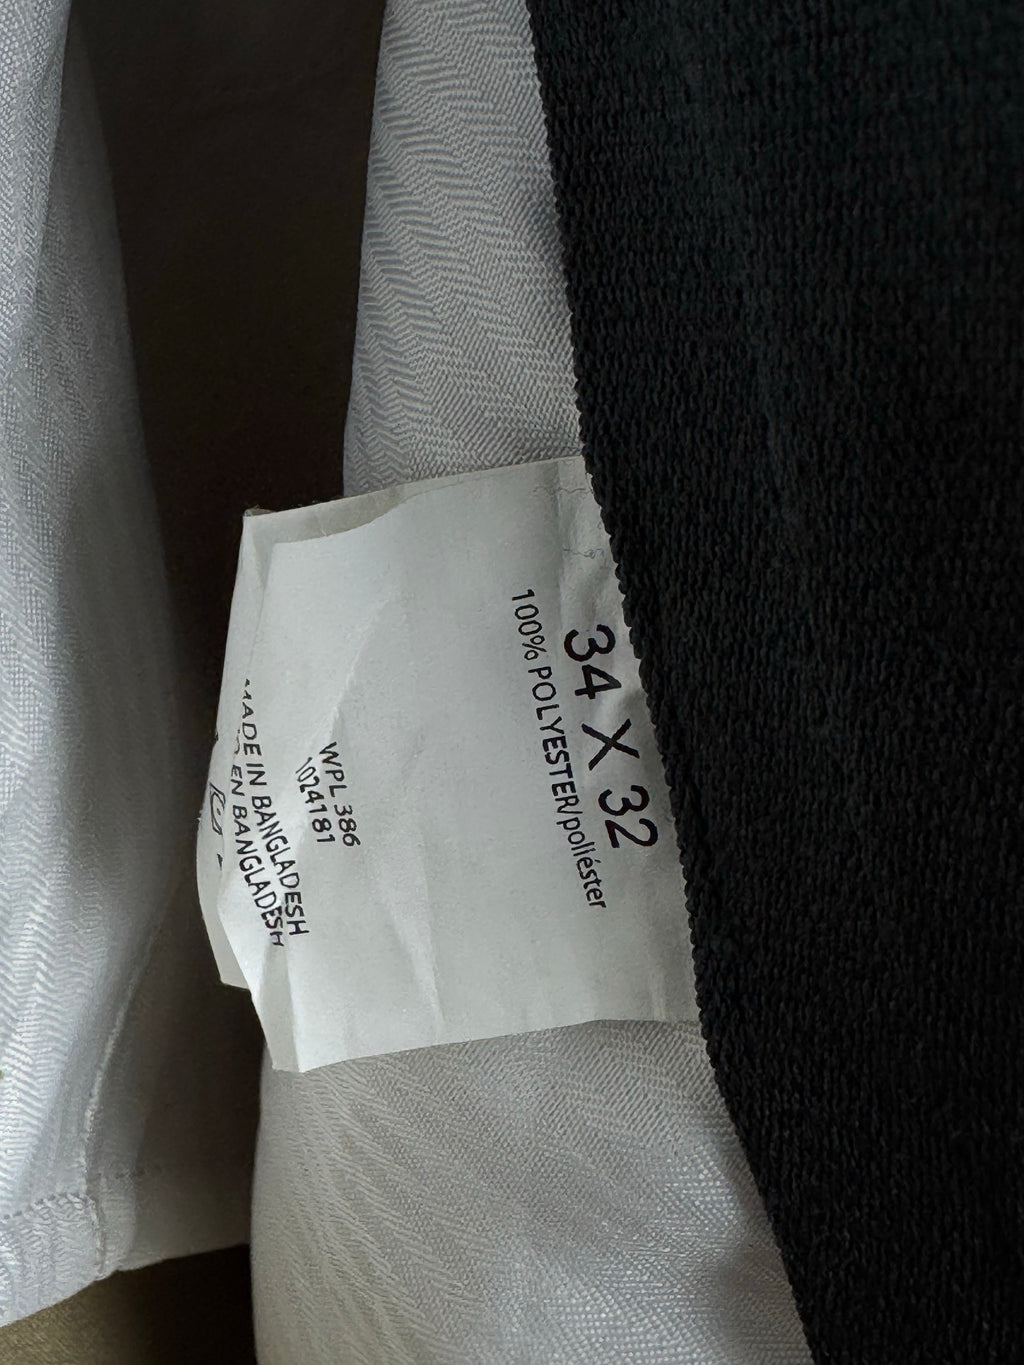 34 X 32
100% POLYESTER/poliéster
WPL 386
1024181
MADE IN BANGLADESH
EN BANGLADESH